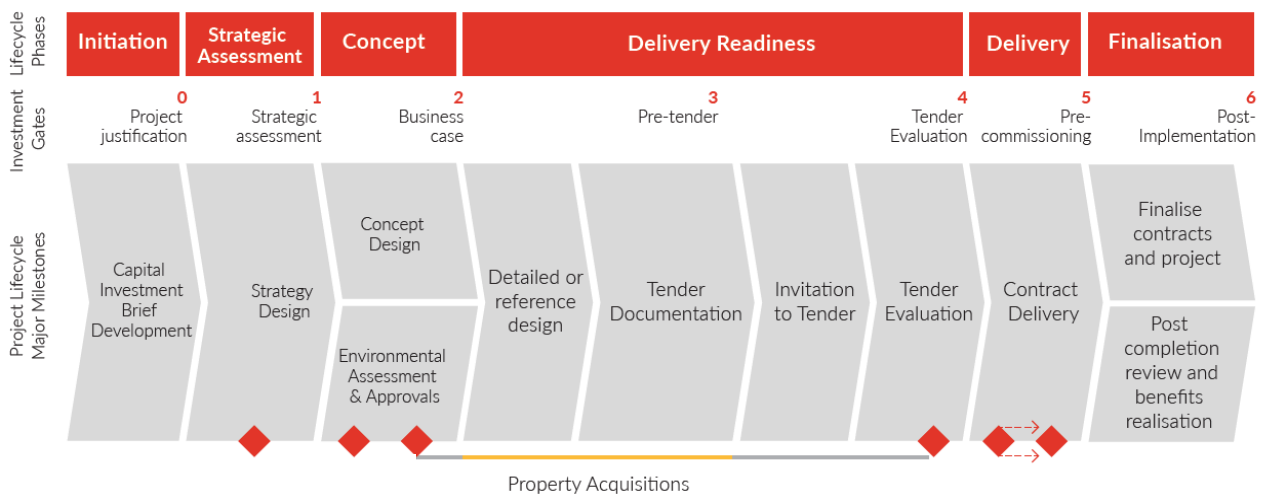 Lifecycle
Phases
Initiation
Strategic
Assessment
Concept
Delivery Readiness
Delivery
Finalisation
Investment
Gates
0
Project
justification
1
Strategic
assessment
2
Business
case
3
Pre-tender
4
Tender
Evaluation
5
Pre-
commissioning
6
Post-
Implementation
Project Lifecycle
Major Milestones
Capital
Investment
Brief
Development
Strategy
Design
Concept
Design
Environmental
Assessment
& Approvals
Detailed or
reference
design
Tender
Documentation
Invitation
to Tender
Tender
Evaluation
Contract
Delivery
Finalise
contracts
and project
Post
completion
review and
benefits
realisation
Property Acquisitions